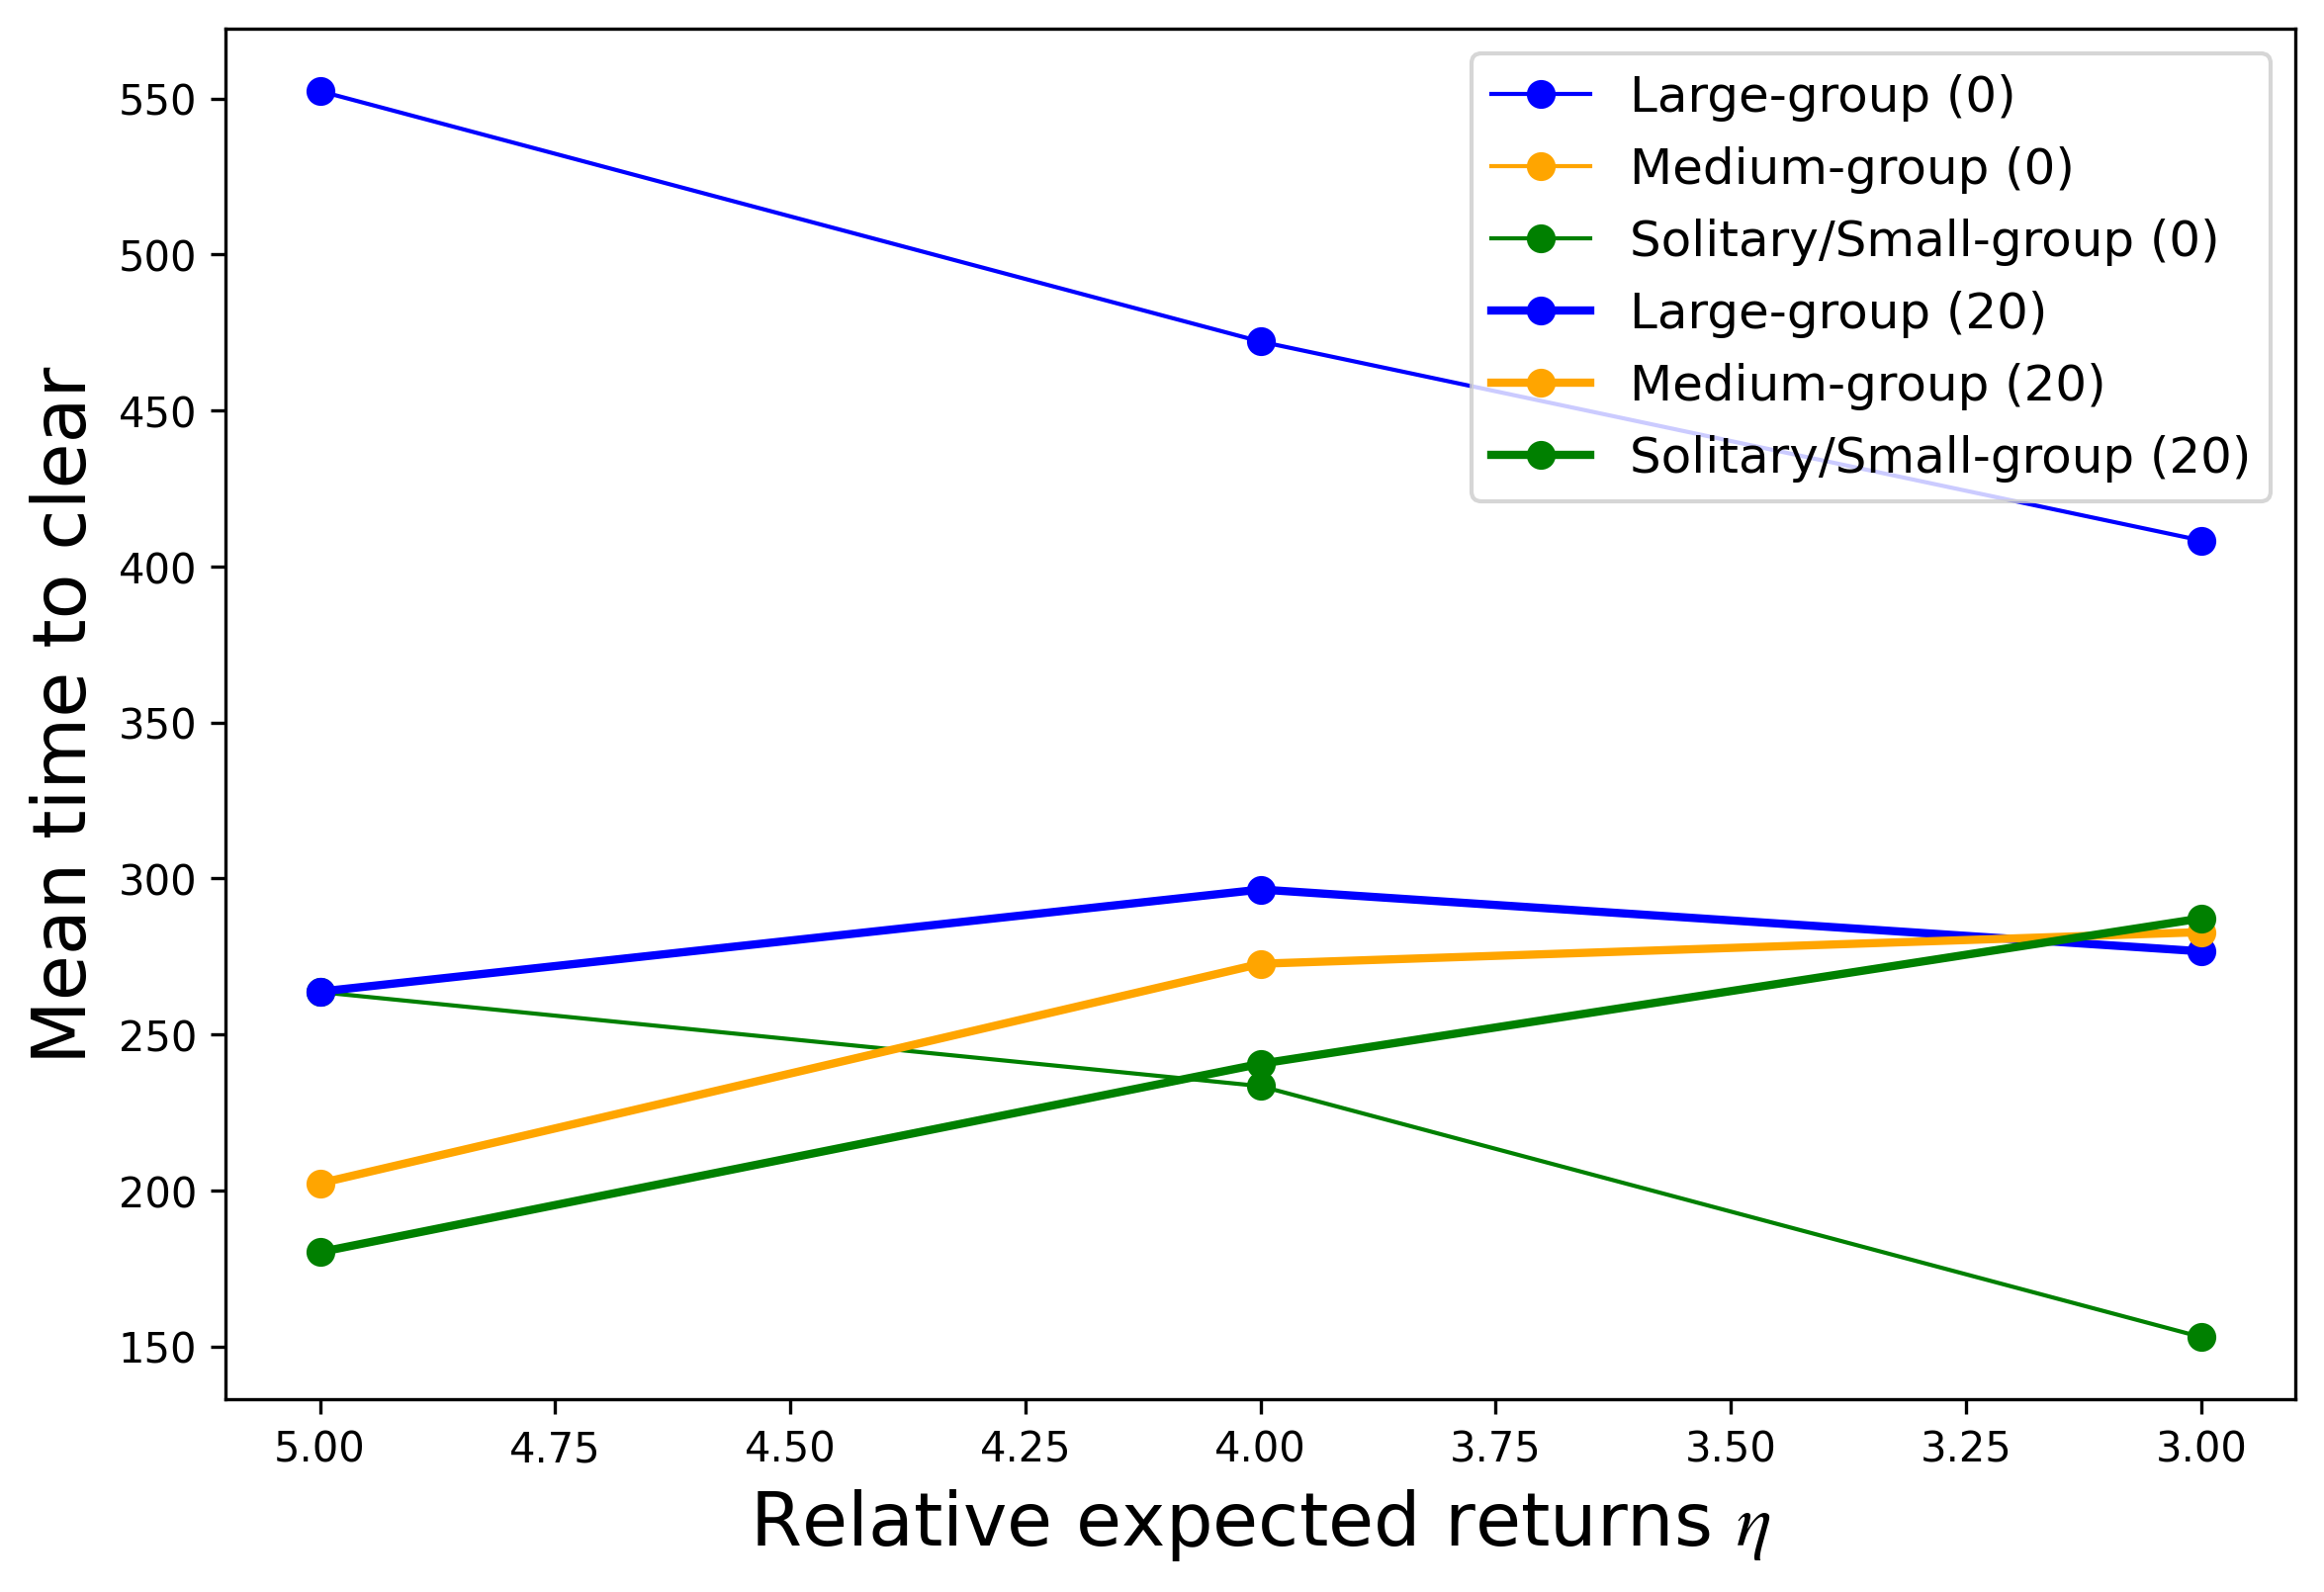 550
500
450
400
350
300
250
200
150
Mean time to clear
Large-group (0)
Medium-group (0)
Solitary/Small-group (0)
Large-group (20)
Medium-group (20)
Solitary/Small-group (20)
5.00 4.75 4.50 4.25 4.00 3.75 3.50 3.25 3.00
Relative expected returns η